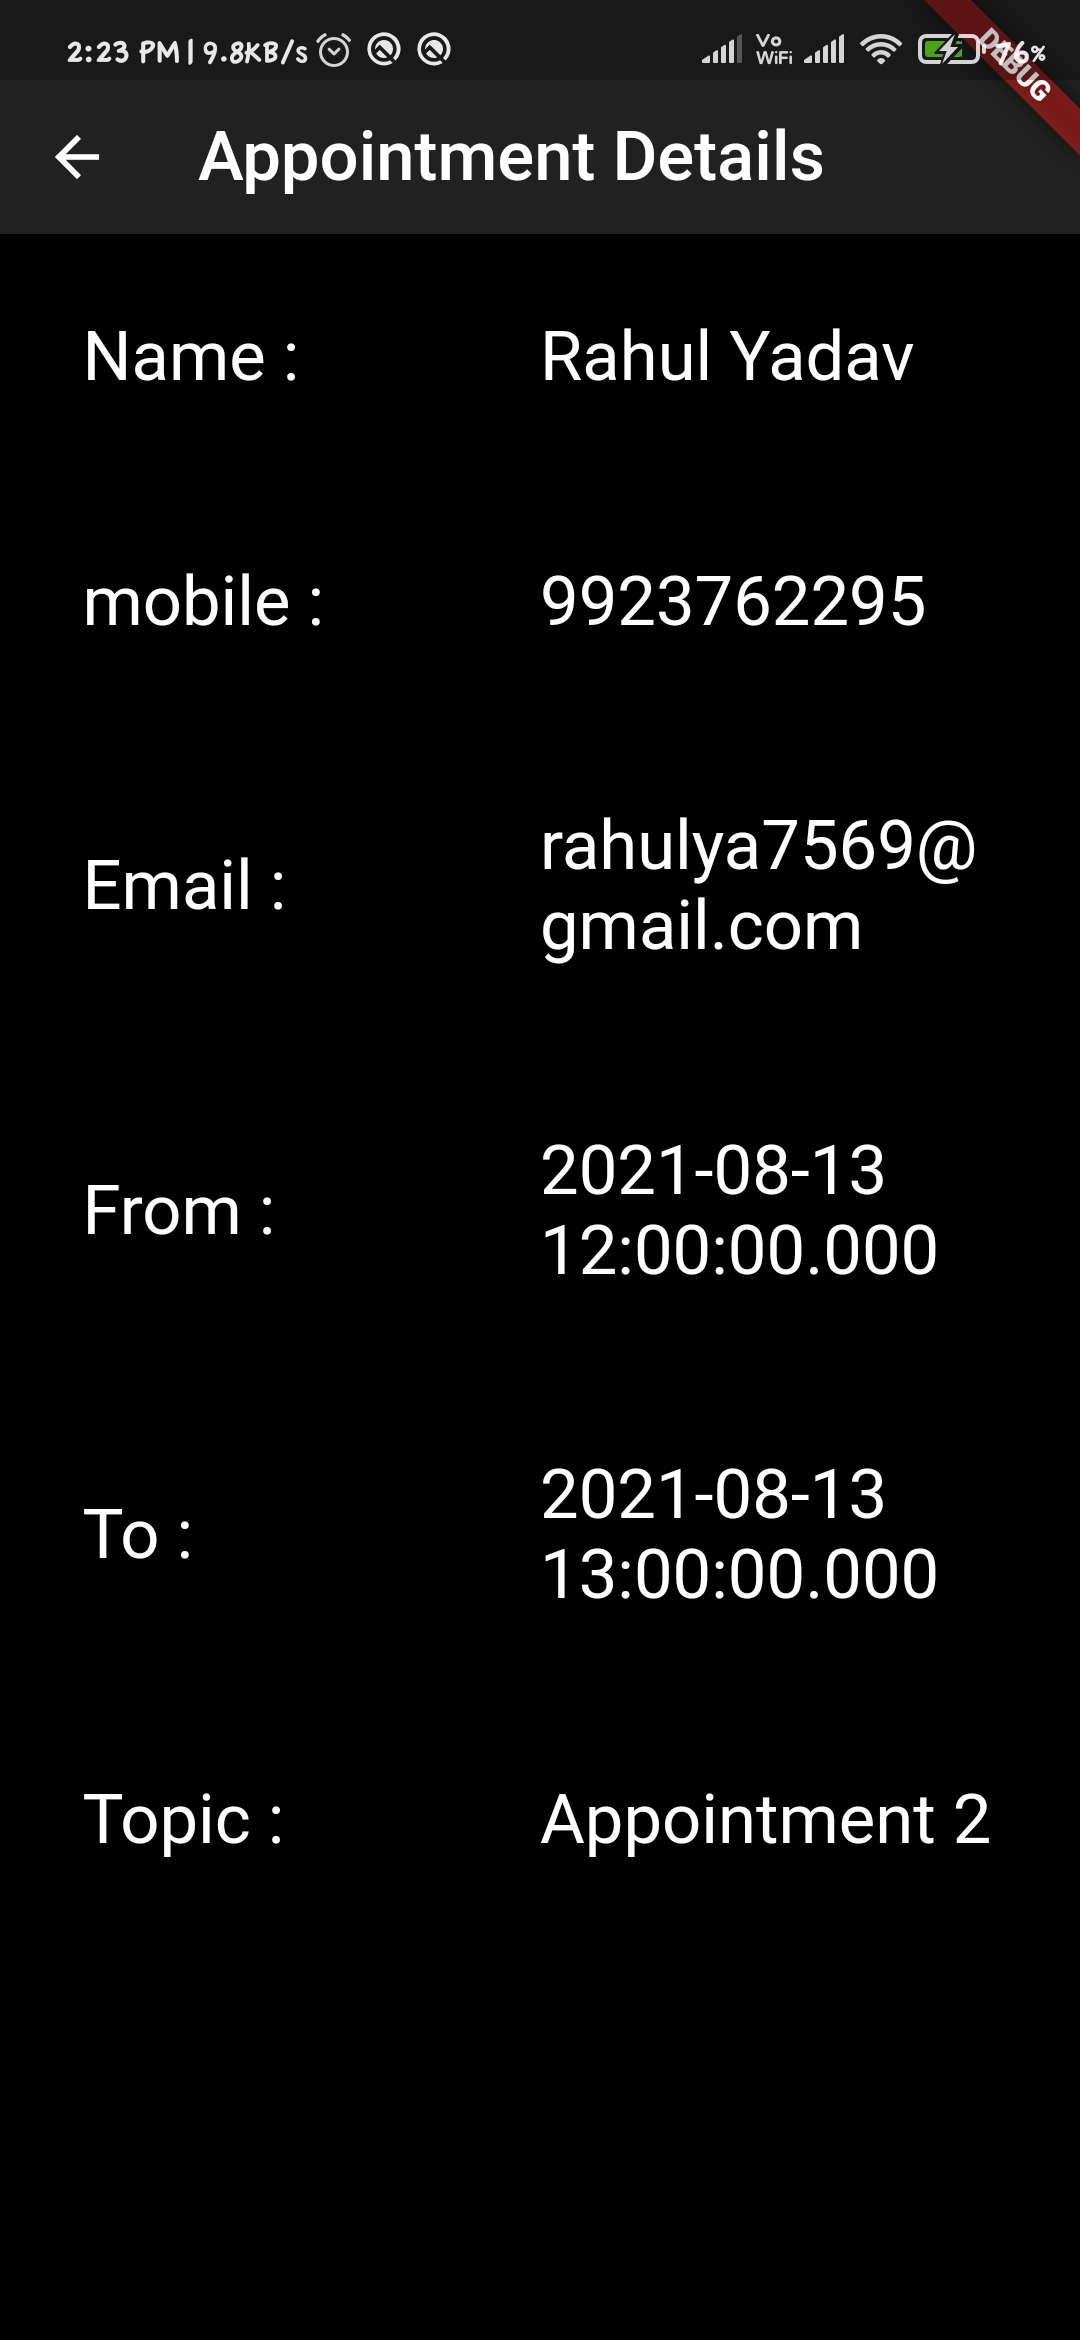 2:23 PM | 9.8KB/s Vo WiFi
DEBUG
Appointment Details
Name : Rahul Yadav
mobile : 9923762295
Email : rahulya7569@
gmail.com
From : 2021-08-13
12:00:00.000
To : 2021-08-13
13:00:00.000
Topic : Appointment 2